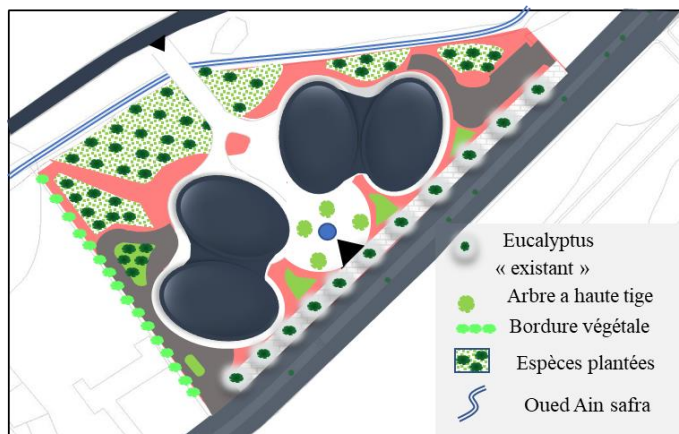 Eucalyptus
« existant »
Arbre a haute tige
Bordure végétale
Espèces plantées
Oued Ain safra